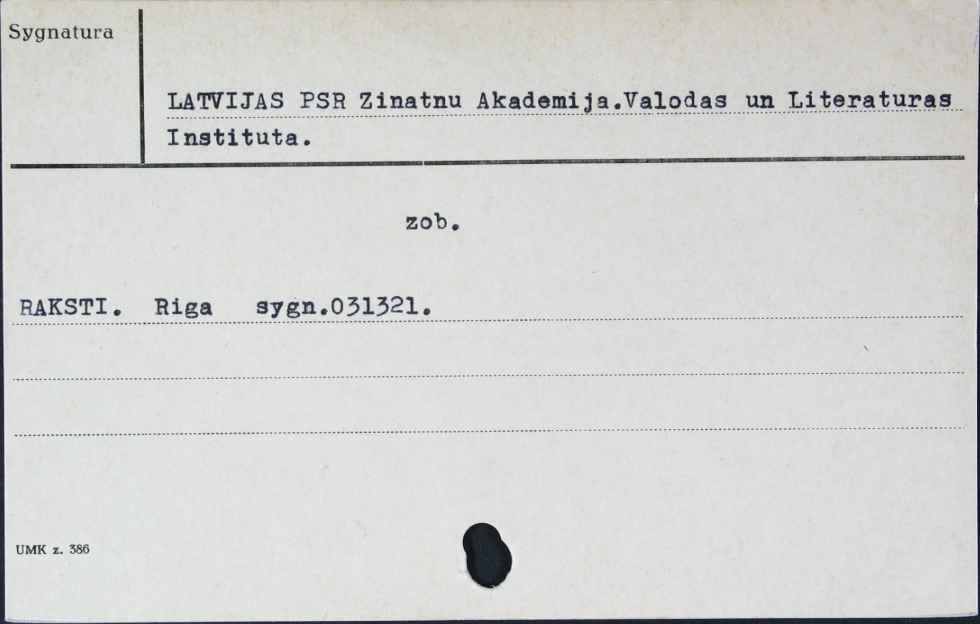 Sygnatura
LATVIJAS PSR Zinatnu Akademija.Valodas un Literaturas
Instituta.
zob.
RAKSTI. Riga sygn.031321.
UMK z. 386